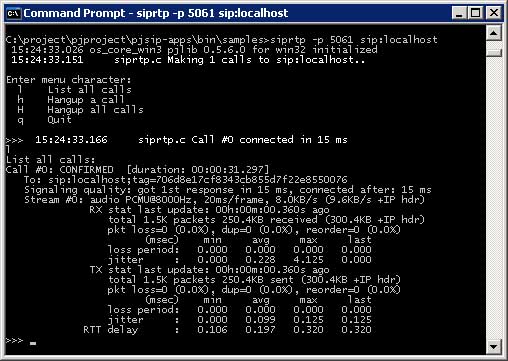 Command Prompt - siprtp -p 5061 sip:localhost
C:\project\pjproject\pjsip-apps\bin\samples>siprtp -p 5061 sip:localhost
15:24:33.026 os_core_win3 pjlib 0.5.6.0 for win32 initialized
15:24:33.151 siprtp.c Making 1 calls to sip:localhost..
Enter menu character:
l List all calls
h Hangup a call
H Hangup all calls
q Quit
>>> 15:24:33.166 siprtp.c Call #0 connected in 15 ms
l
List all calls:
Call #0: CONFIRMED [duration: 00:00:31.297]
To: sip:localhost;tag=706d8e17cf8343cb855d7f22e8550076
Signaling quality: got 1st response in 15 ms, connected after: 15 ms
Stream #0: audio PCMU@8000Hz, 20ms/frame, 8.0KB/s (9.6KB/s +IP hdr)
RX stat last update: 00h:00m:00.360s ago
total 1.5K packets 250.4KB received (300.4KB +IP hdr)
pkt loss=0 (0.0%), dup=0 (0.0%), reorder=0 (0.0%)
(msec) min avg max last
loss period: 0.000 0.000 0.000 0.000
jitter : 0.000 0.228 4.125 0.000
TX stat last update: 00h:00m:00.360s ago
total 1.5K packets 250.4KB sent (300.4KB +IP hdr)
pkt loss=0 (0.0%), dup=0 (0.0%), reorder=0 (0.0%)
(msec) min avg max last
loss period: 0.000 0.000 0.000 0.000
jitter : 0.000 0.099 0.125 0.125
RTT delay : 0.106 0.197 0.320 0.320
>>> _